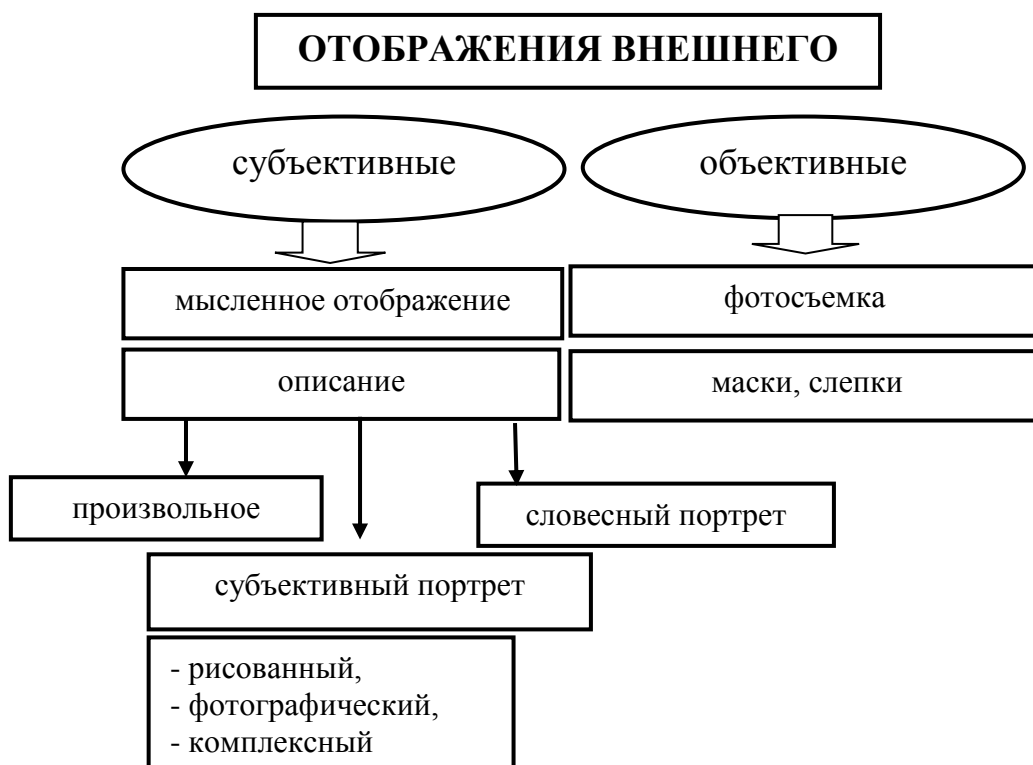 ОТОБРАЖЕНИЯ ВНЕШНЕГО
субъективные
объективные
мысленное отображение
фотосъемка
описание
маски, слепки
произвольное
словесный портрет
субъективный портрет
- рисованный,
- фотографический,
- комплексный